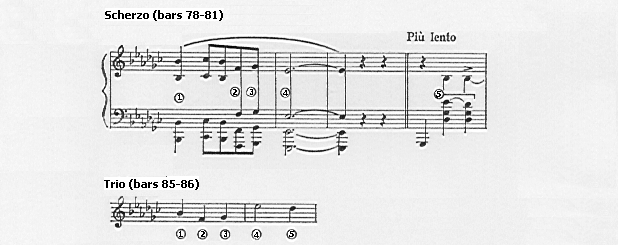 Scherzo (bars 78-81)
Più lento
① ② ③ ④ ⑤
Trio (bars 85-86)
① ② ③ ④ ⑤